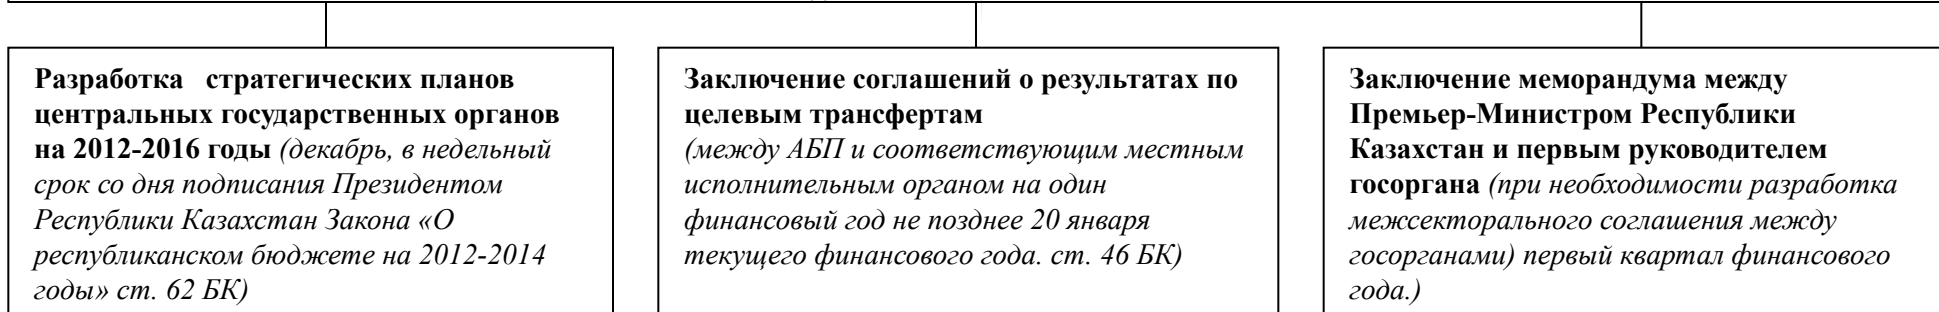 Разработка стратегических планов
центральных государственных органов
на 2012-2016 годы (декабрь, в недельный
срок со дня подписания Президентом
Республики Казахстан Закона «О
республиканском бюджете на 2012-2014
годы» ст. 62 БК)
Заключение соглашений о результатах по
целевым трансфертам
(между АБП и соответствующим местным
исполнительным органом на один
финансовый год не позднее 20 января
текущего финансового года. ст. 46 БК)
Заключение меморандума между
Премьер-Министром Республики
Казахстан и первым руководителем
госоргана (при необходимости разработка
межсекторального соглашения между
госорганами) первый квартал финансового
года.)